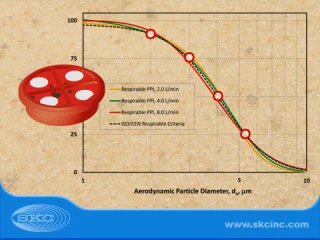 100
75
25
0
Respirable PPI, 2.0 L/min
Respirable PPI, 4.0 L/min
Respirable PPI, 8.0 L/min
ISO/CEN Respirable Criteria
1
5
10
Aerodynamic Particle Diameter, da, µm
SKC
www.skcinc.com